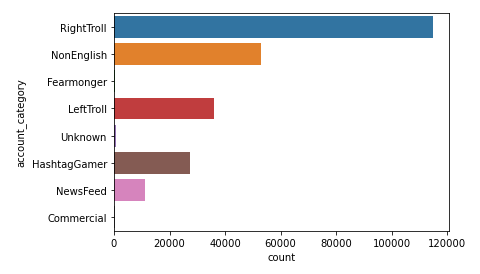 RightTroll
NonEnglish
Fearmonger
LeftTroll
Unknown
HashtagGamer
NewsFeed
Commercial
account_category
0 20000 40000 60000 80000 100000 120000
count